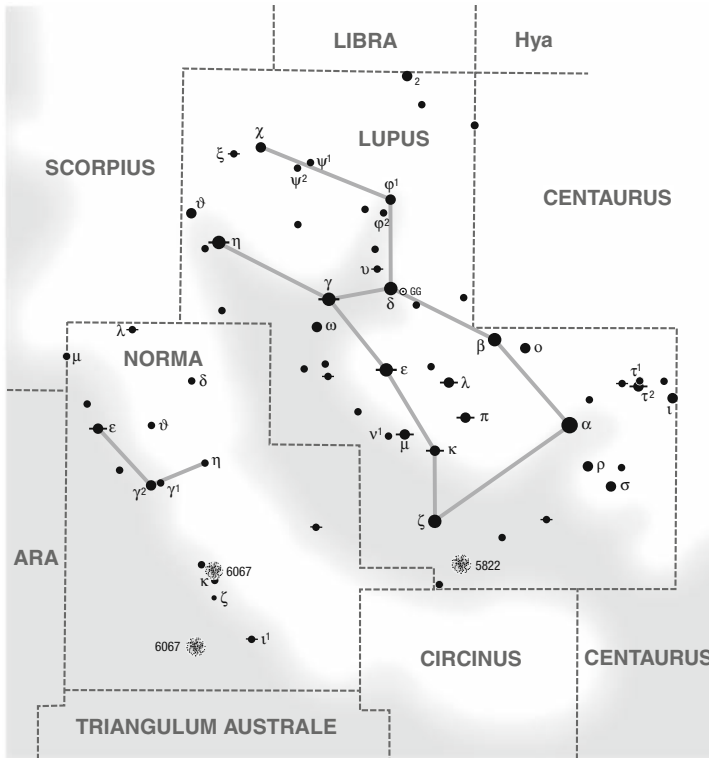 LIBRA
Hya
2
LUPUS
SCORPIUS
χ
ξ
ψ¹
ψ²
φ¹
CENTAURUS
ϑ
φ²
η
υ
γ
δ
GG
ω
λ
β
ο
μ
NORMA
δ
ε
λ
τ¹
τ²
ι
π
α
ε
ϑ
ν¹
μ
κ
η
ρ
γ²
γ¹
σ
ζ
ARA
6067
5822
κ
ζ
6067
ι¹
CIRCINUS
CENTAURUS
TRIANGULUM AUSTRALE